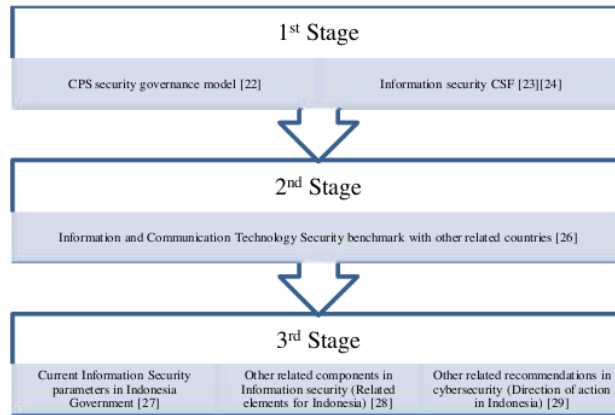 1st Stage
CPS security governance model [22]
Information security CSF [23][24]
2nd Stage
Information and Communication Technology Security benchmark with other related countries [26]
3rd Stage
Current Information Security
parameters in Indonesia
Government [27]
Other related components in
Information security (Related
elements for Indonesia) [28]
Other related recommendations in
cybersecurity (Direction of action
in Indonesia) [29]